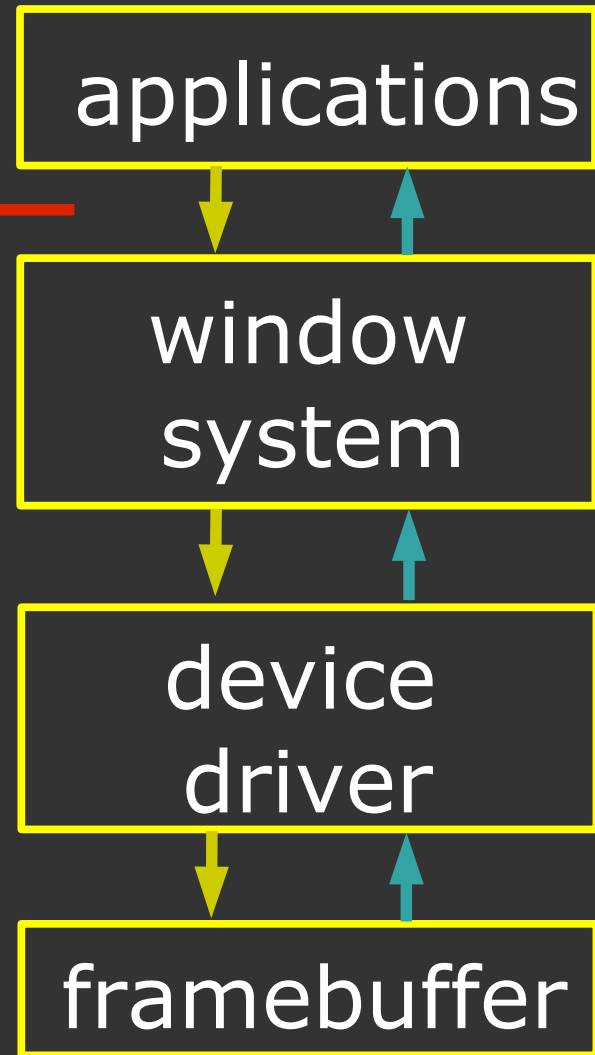 applications
window
system
device
driver
framebuffer